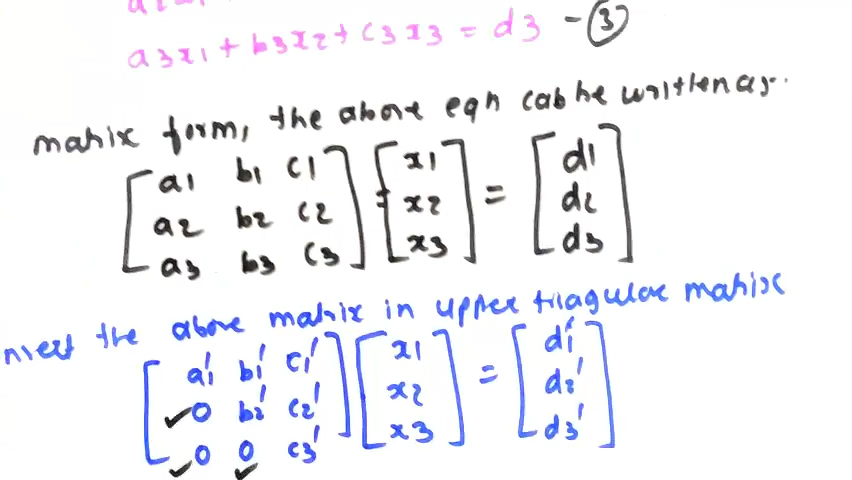 a3x1 + b3x2 + c3x3 = d3 - ③
matrix form, the above eqn cab be written as.
[a1 b1 c1] [x1] = [d1]
[a2 b2 c2] [x2] [d2]
[a3 b3 c3] [x3] [d3]
the above matrix in upper triagular matrix
[a1' b1' c1'] [x1] = [d1']
[0 b2' c2'] [x2] [d2']
[0 0 c3'] [x3] [d3']